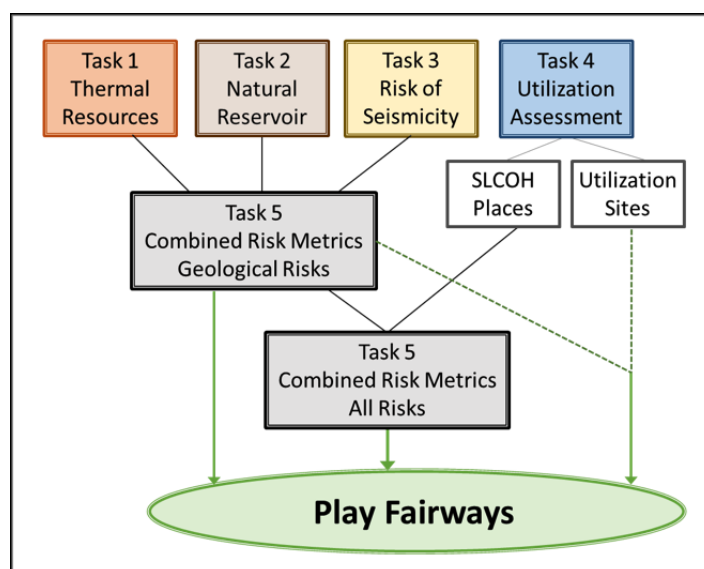 Task 1
Thermal
Resources
Task 2
Natural
Reservoir
Task 3
Risk of
Seismicity
Task 4
Utilization
Assessment
SLCOH
Places
Utilization
Sites
Task 5
Combined Risk Metrics
Geological Risks
Task 5
Combined Risk Metrics
All Risks
Play Fairways